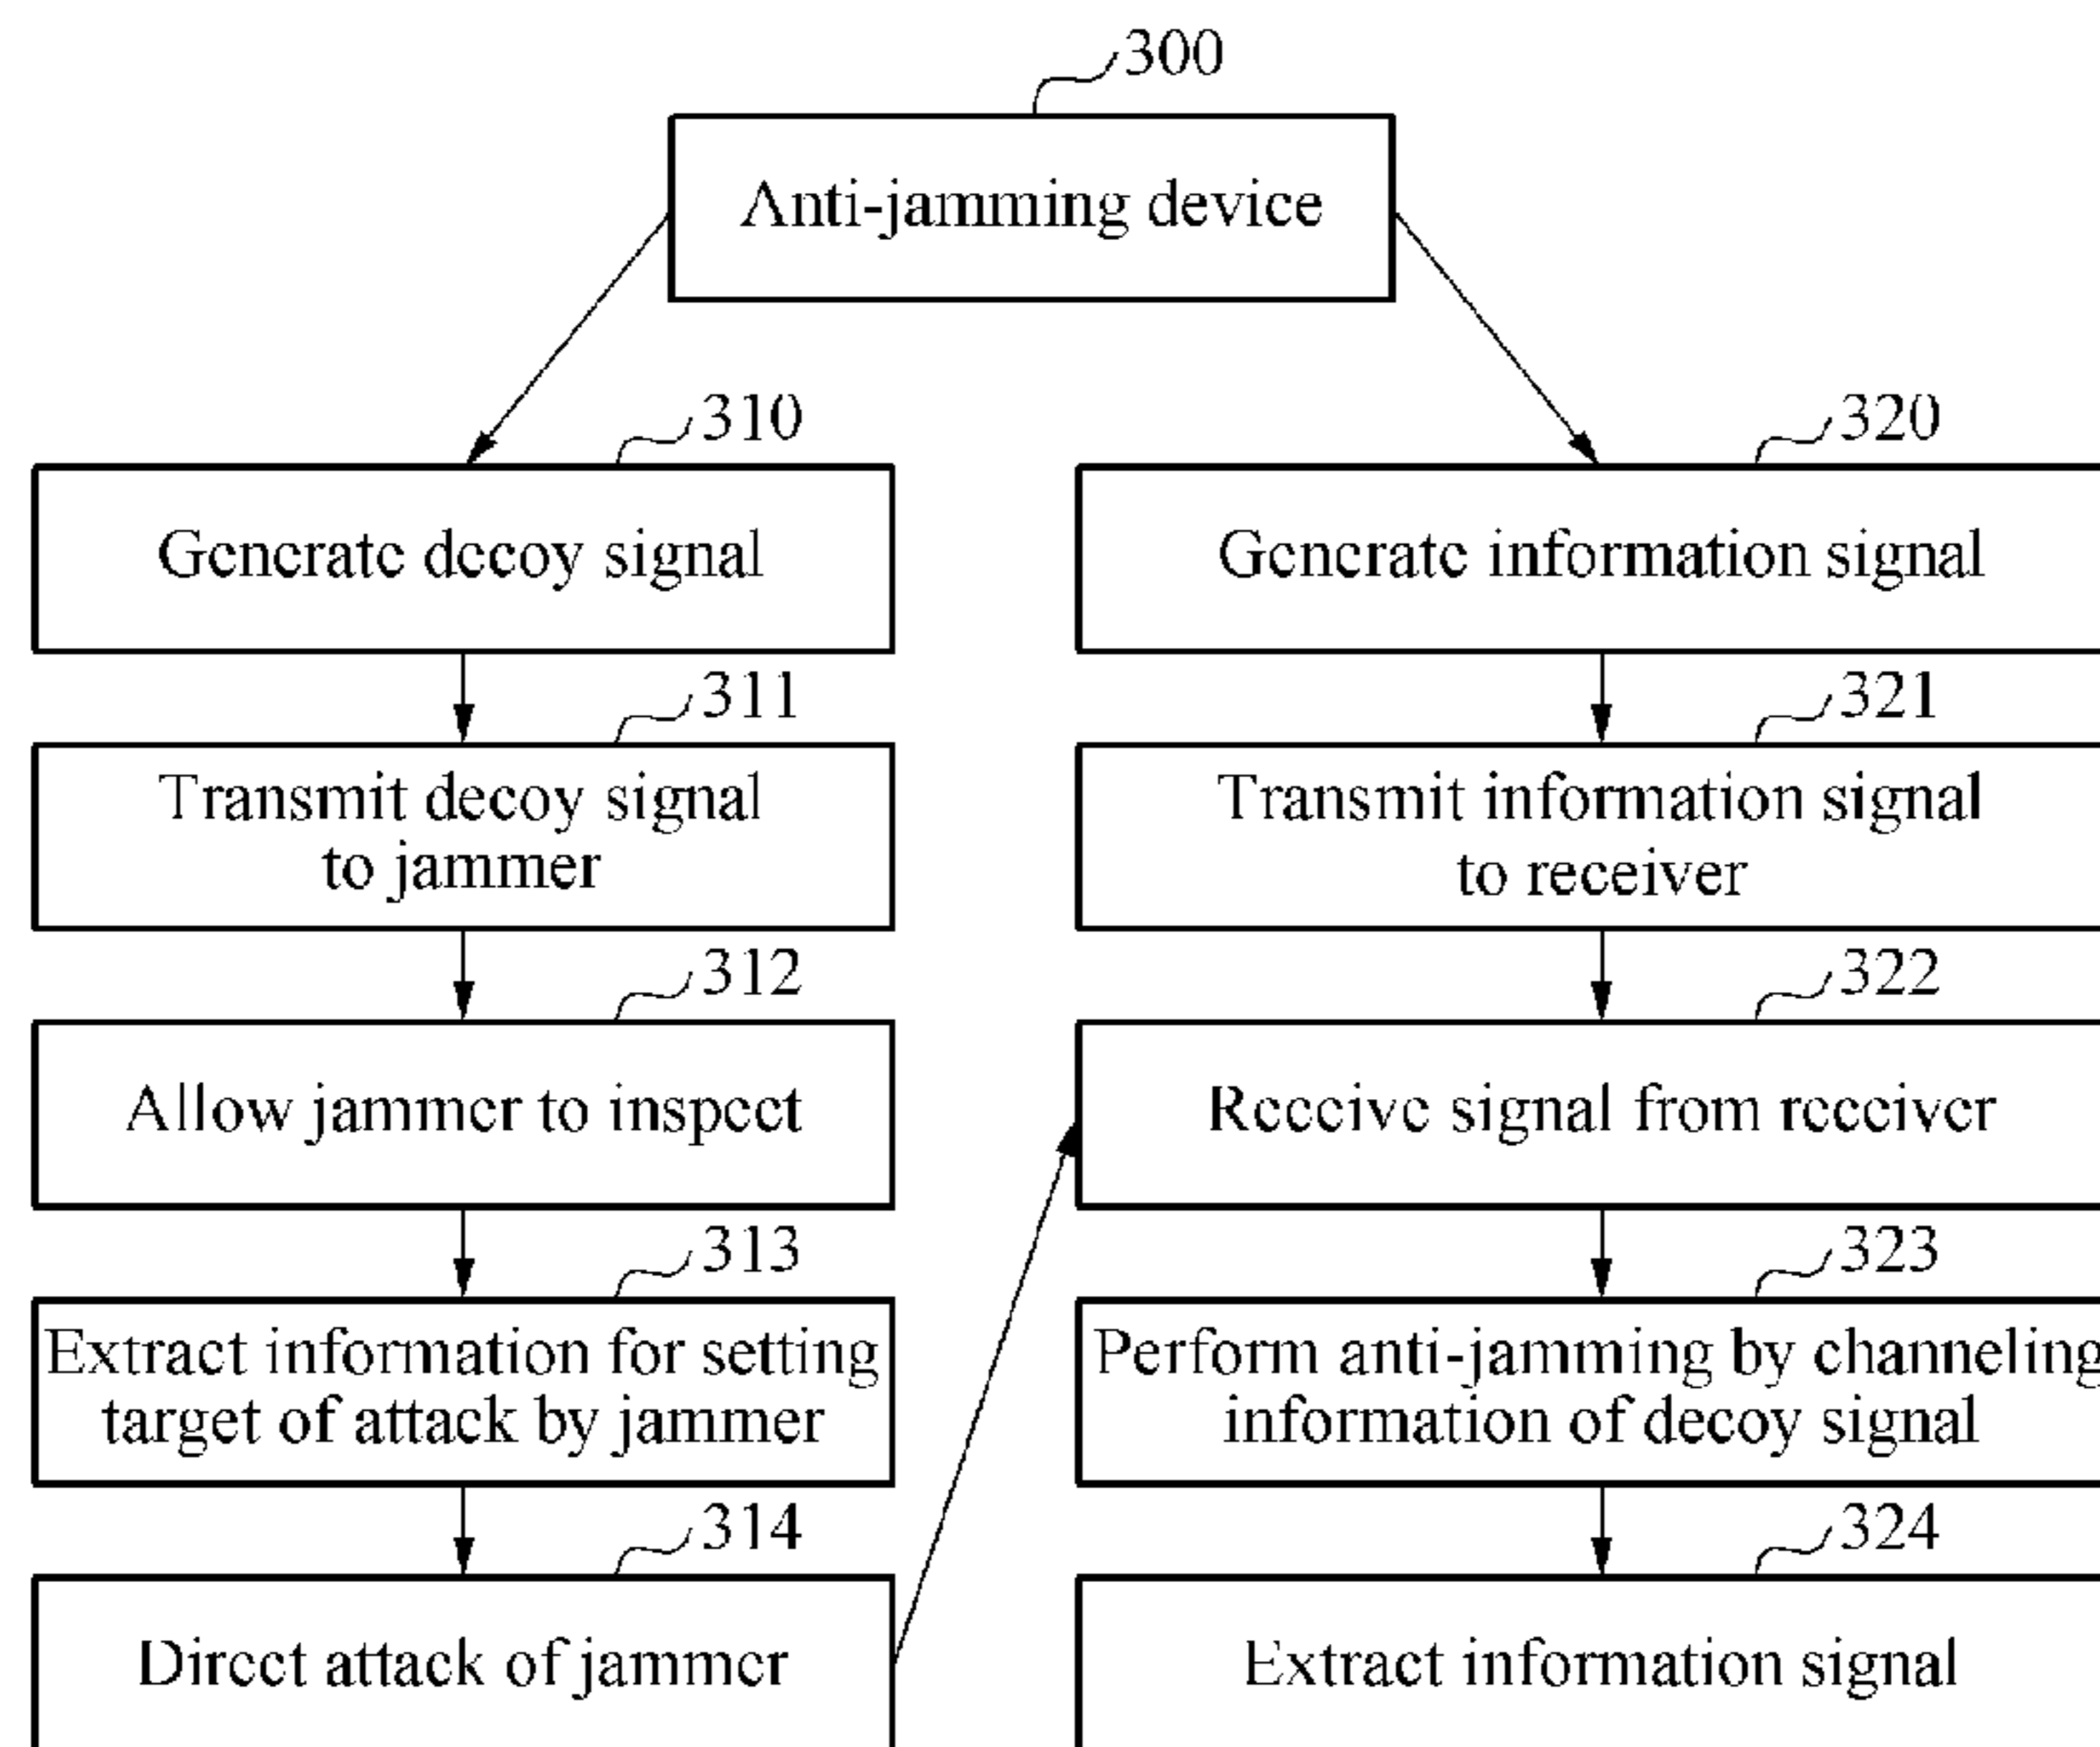 300
Anti-jamming device
310
Generate decoy signal
311
Transmit decoy signal
to jammer
312
Allow jammer to inspect
313
Extract information for setting
target of attack by jammer
314
Direct attack of jammer
320
Generate information signal
321
Transmit information signal
to receiver
322
Receive signal from receiver
323
Perform anti-jamming by channeling
information of decoy signal
324
Extract information signal